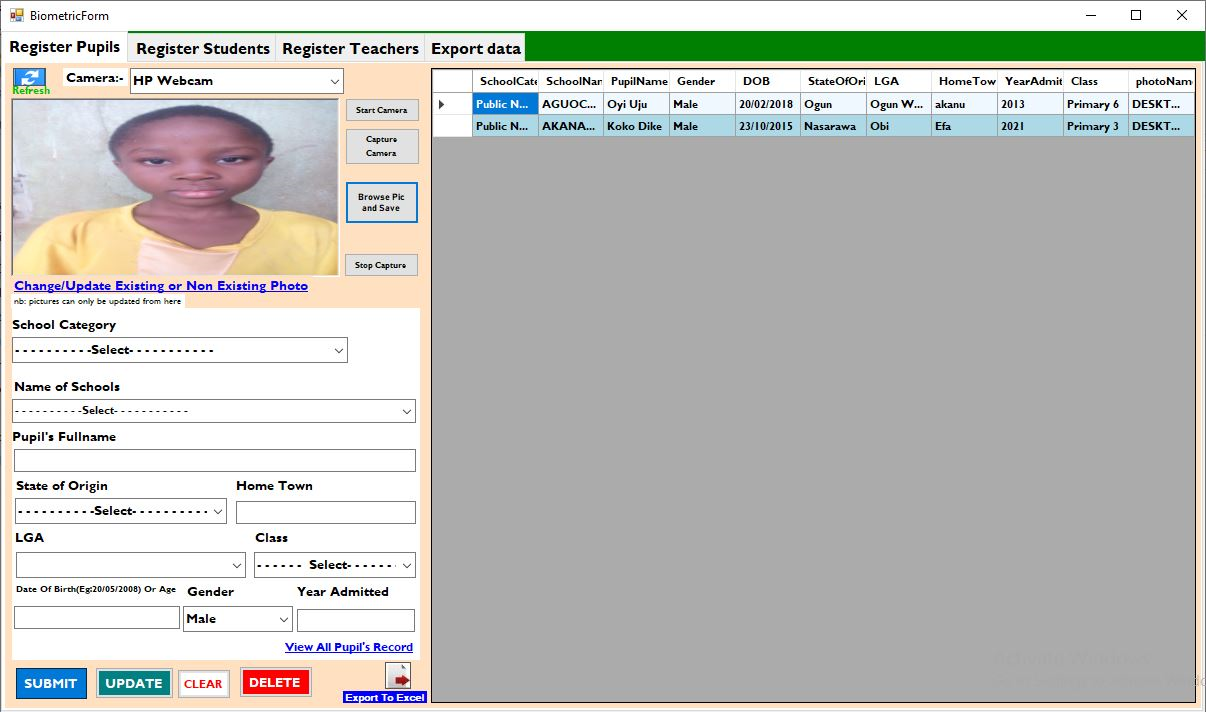 BiometricForm
Register Pupils Register Students Register Teachers Export data
Refresh
Camera:- HP Webcam
Start Camera
Capture
Camera
Browse Pic
and Save
Stop Capture
Change/Update Existing or Non Existing Photo
nb: pictures can only be updated from here
School Category
- - - - - - - - - -Select- - - - - - - - - - -
Name of Schools
- - - - - - - - - -Select- - - - - - - - - - -
Pupil's Fullname
State of Origin Home Town
- - - - - - - - - -Select- - - - - - - - - -
LGA Class
- - - - - - Select- - - - - -
Date Of Birth(Eg:20/05/2008) Or Age Gender Year Admitted
Male
View All Pupil's Record
SUBMIT UPDATE CLEAR DELETE
Export To Excel
SchoolCate SchoolNan PupilName Gender DOB StateOfOri LGA HomeTow YearAdmit Class photoNam
Public N... AGUOC... Oyi Uju Male 20/02/2018 Ogun Ogun W... akanu 2013 Primary 6 DESKT...
Public N... AKANA... Koko Dike Male 23/10/2015 Nasarawa Obi Efa 2021 Primary 3 DESKT...
Activate Windows